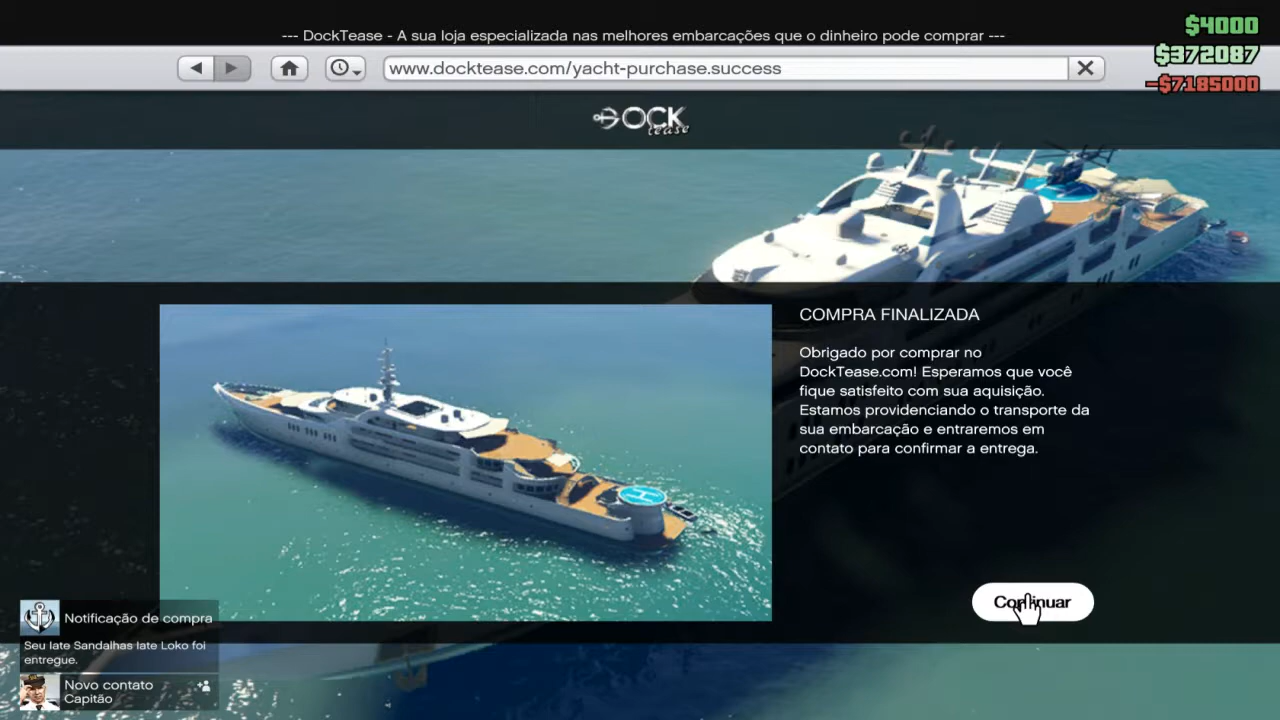 --- DockTease - A sua loja especializada nas melhores embarcações que o dinheiro pode comprar ---
$4000
$372087
-$7185000
www.docktease.com/yacht-purchase.success
DOCK
tease
COMPRA FINALIZADA
Obrigado por comprar no
DockTease.com! Esperamos que você
fique satisfeito com sua aquisição.
Estamos providenciando o transporte da
sua embarcação e entraremos em
contato para confirmar a entrega.
H
Continuar
Notificação de compra
Seu Iate Sandalhas Iate Loko foi
entregue.
Novo contato
Capitão